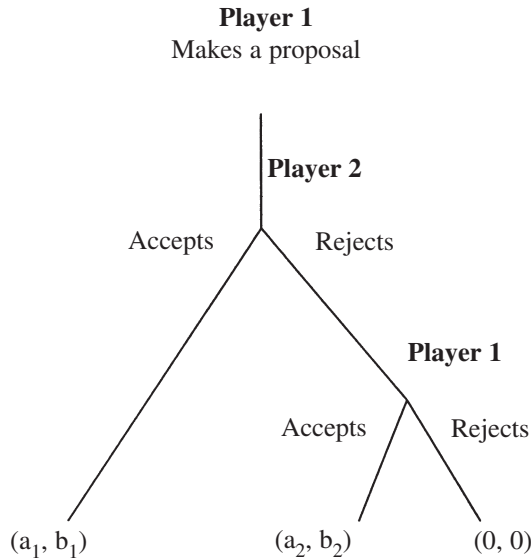 Player 1
Makes a proposal
Player 2
Accepts
Rejects
Player 1
Accepts
Rejects
(a₁, b₁)
(a₂, b₂)
(0, 0)